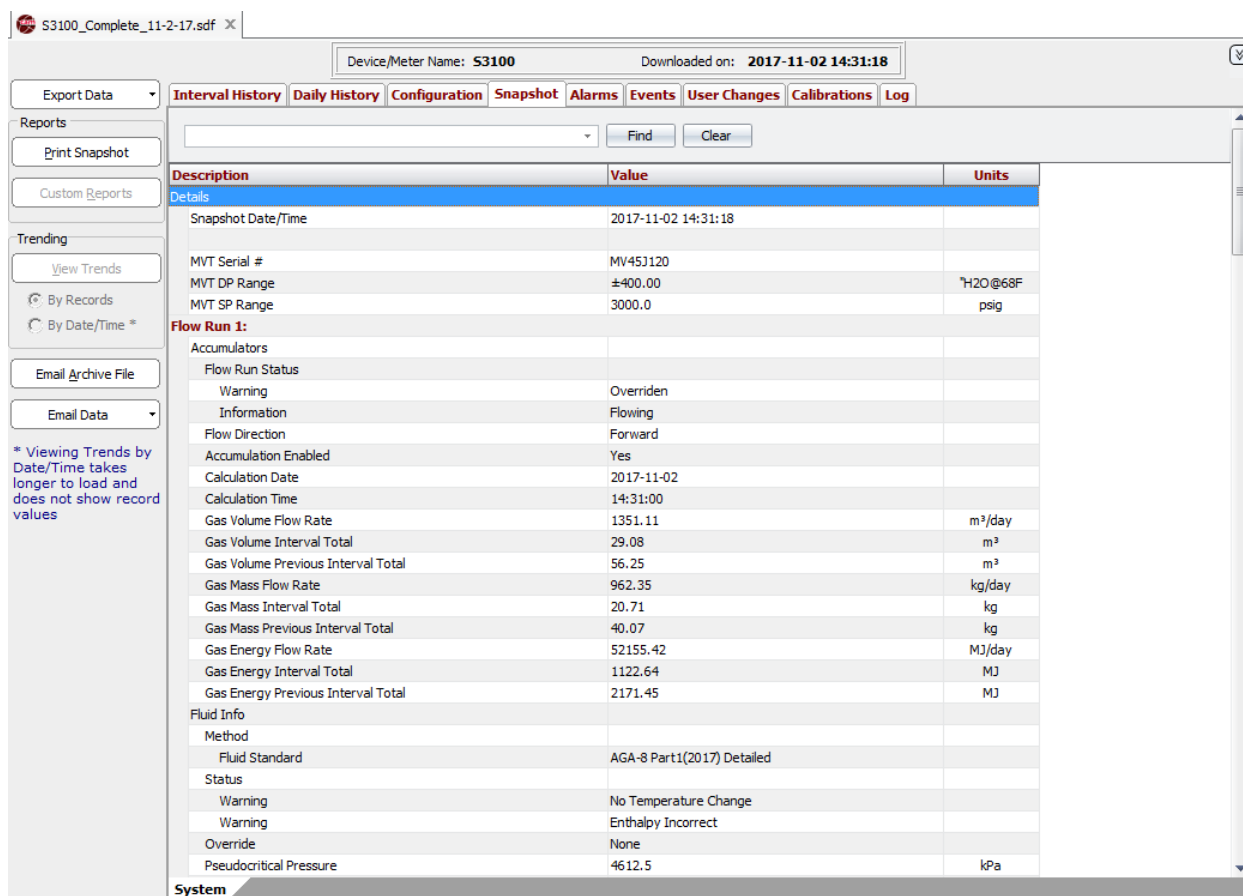 S3100_Complete_11-2-17.sdf X
Device/Meter Name: S3100 Downloaded on: 2017-11-02 14:31:18
Export Data
Reports
Print Snapshot
Custom Reports
Trending
View Trends
By Records
By Date/Time *
Email Archive File
Email Data
* Viewing Trends by
Date/Time takes
longer to load and
does not show record
values
Interval History Daily History Configuration Snapshot Alarms Events User Changes Calibrations Log
Find Clear
Description Value Units
Details
Snapshot Date/Time 2017-11-02 14:31:18
MVT Serial # MV45J120
MVT DP Range ±400.00 "H2O@68F
MVT SP Range 3000.0 psig
Flow Run 1:
Accumulators
Flow Run Status
Warning Overriden
Information Flowing
Flow Direction Forward
Accumulation Enabled Yes
Calculation Date 2017-11-02
Calculation Time 14:31:00
Gas Volume Flow Rate 1351.11 m³/day
Gas Volume Interval Total 29.08 m³
Gas Volume Previous Interval Total 56.25 m³
Gas Mass Flow Rate 962.35 kg/day
Gas Mass Interval Total 20.71 kg
Gas Mass Previous Interval Total 40.07 kg
Gas Energy Flow Rate 52155.42 MJ/day
Gas Energy Interval Total 1122.64 MJ
Gas Energy Previous Interval Total 2171.45 MJ
Fluid Info
Method
Fluid Standard AGA-8 Part1(2017) Detailed
Status
Warning No Temperature Change
Warning Enthalpy Incorrect
Override None
Pseudocritical Pressure 4612.5 kPa
System